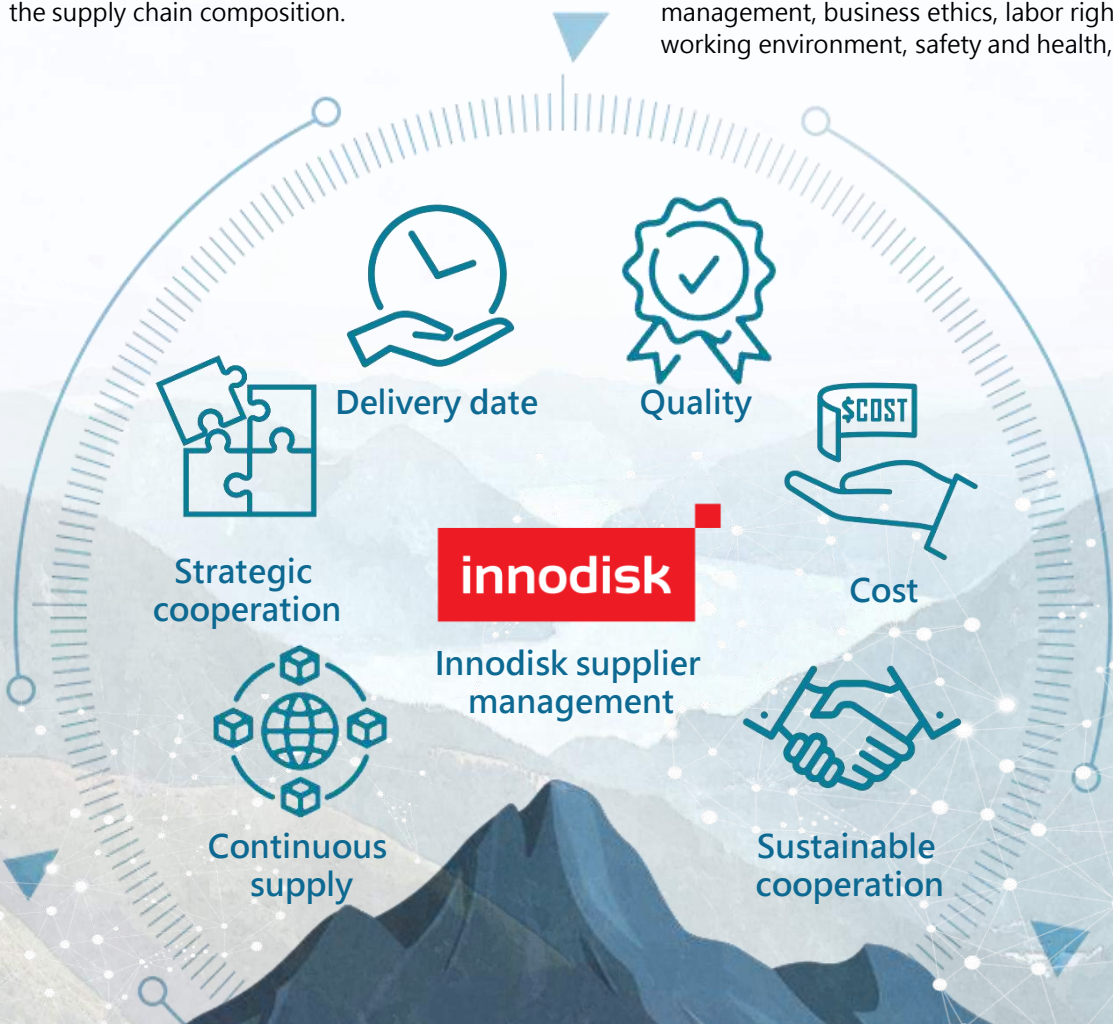 the supply chain composition.
management, business ethics, labor
working environment, safety and health,
Delivery date
Quality
$COST
Strategic
cooperation
innodisk
Cost
Innodisk supplier
management
Continuous
supply
Sustainable
cooperation